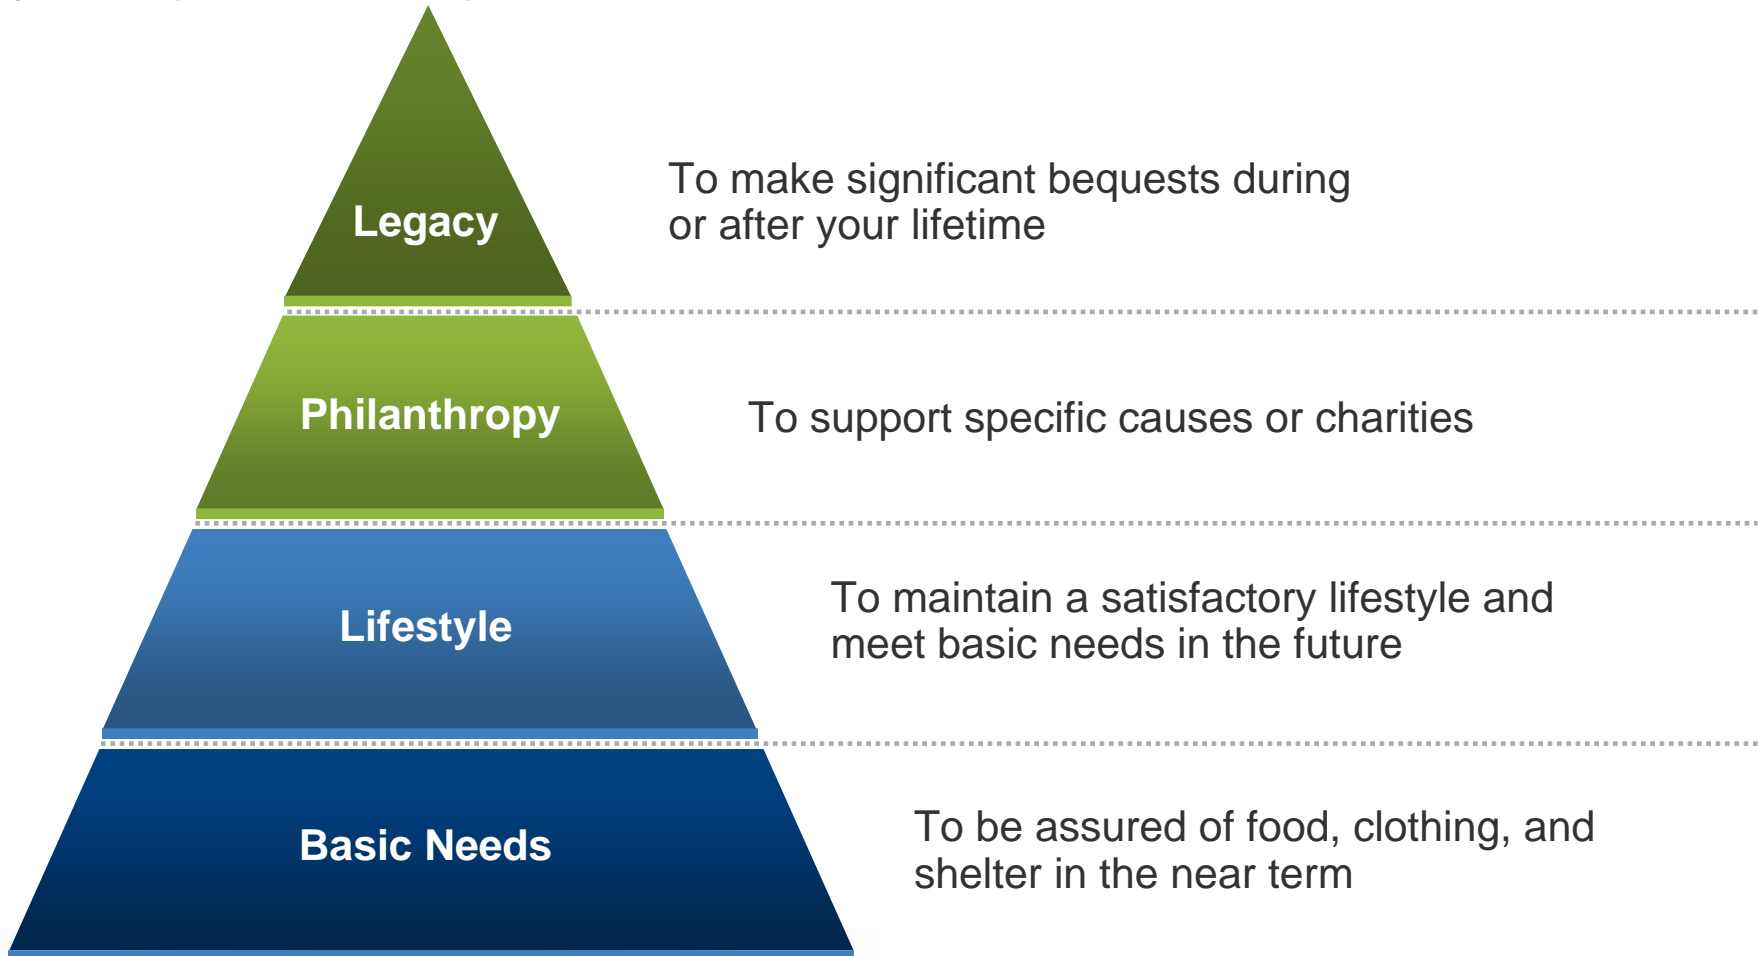 Legacy
To make significant bequests during
or after your lifetime
Philanthropy
To support specific causes or charities
Lifestyle
To maintain a satisfactory lifestyle and
meet basic needs in the future
Basic Needs
To be assured of food, clothing, and
shelter in the near term